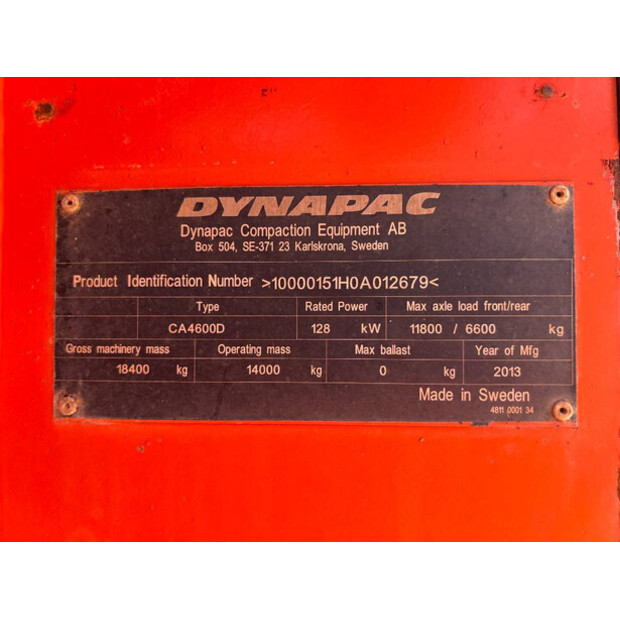 DYNAPAC
Dynapac Compaction Equipment AB
Box 504, SE-371 23 Karlskrona, Sweden
Product Identification Number >10000151H0A012679<
Type Rated Power Max axle load front/rear
CA4600D 128 kW 11800 / 6600 kg
Gross machinery mass Operating mass Max ballast Year of Mfg
18400 kg 14000 kg 0 kg 2013
Made in Sweden
4811 0001 34